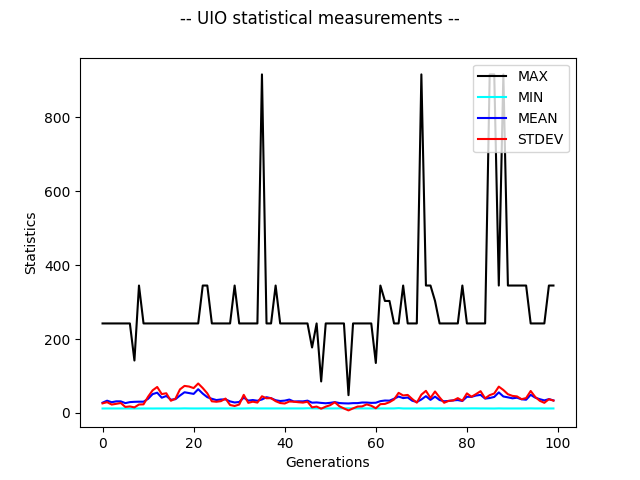 -- UIO statistical measurements --
MAX
MIN
MEAN
STDEV
Statistics
800
600
400
200
0
0 20 40 60 80 100
Generations